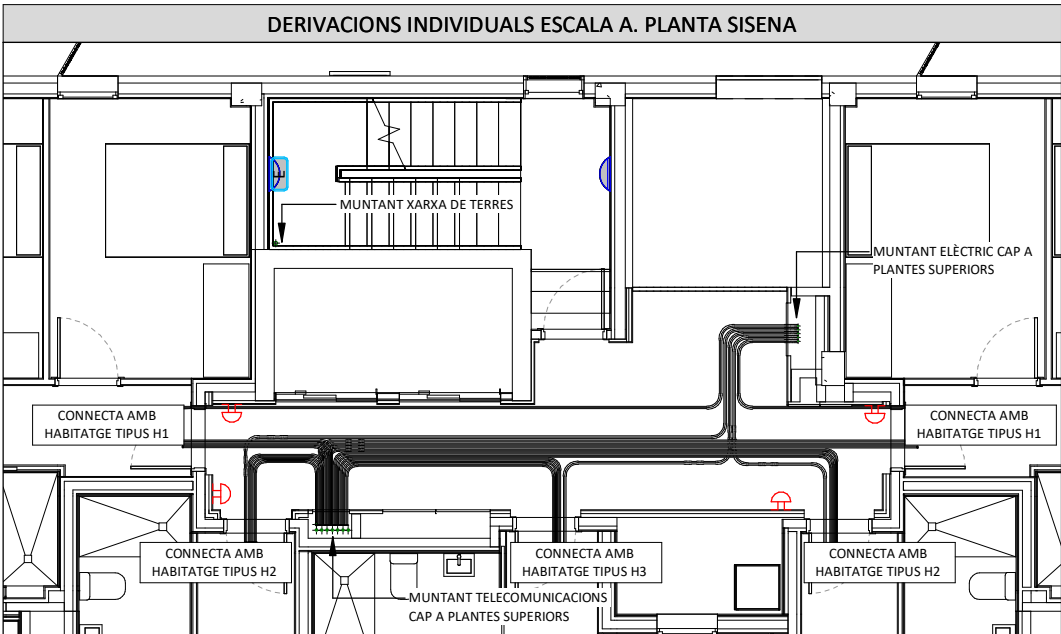 DERIVACIONS INDIVIDUALS ESCALA A. PLANTA SISENA
E
MUNTANT XARXA DE TERRES
MUNTANT ELÈCTRIC CAP A
PLANTES SUPERIORS
CONNECTA AMB
HABITATGE TIPUS H1
CONNECTA AMB
HABITATGE TIPUS H1
CONNECTA AMB
HABITATGE TIPUS H2
CONNECTA AMB
HABITATGE TIPUS H3
CONNECTA AMB
HABITATGE TIPUS H2
MUNTANT TELECOMUNICACIONS
CAP A PLANTES SUPERIORS